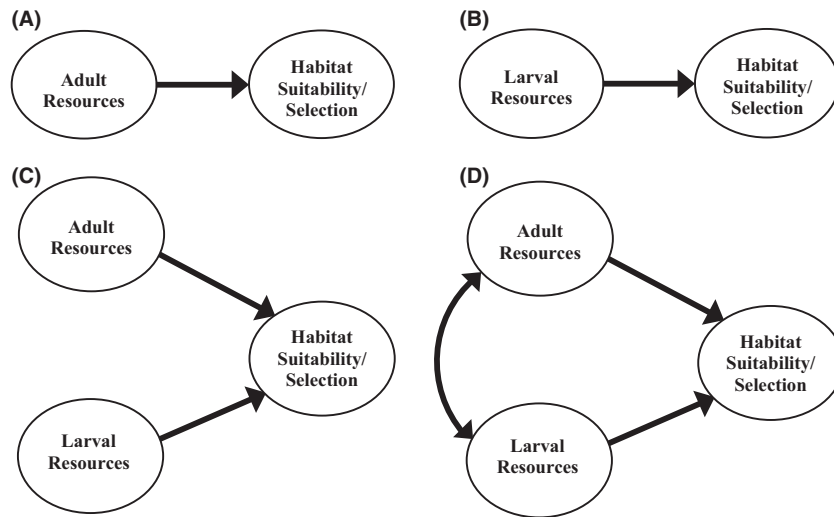 (A)
Adult
Resources
Habitat
Suitability/
Selection
(B)
Larval
Resources
Habitat
Suitability/
Selection
(C)
Adult
Resources
Habitat
Suitability/
Selection
Larval
Resources
(D)
Adult
Resources
Habitat
Suitability/
Selection
Larval
Resources